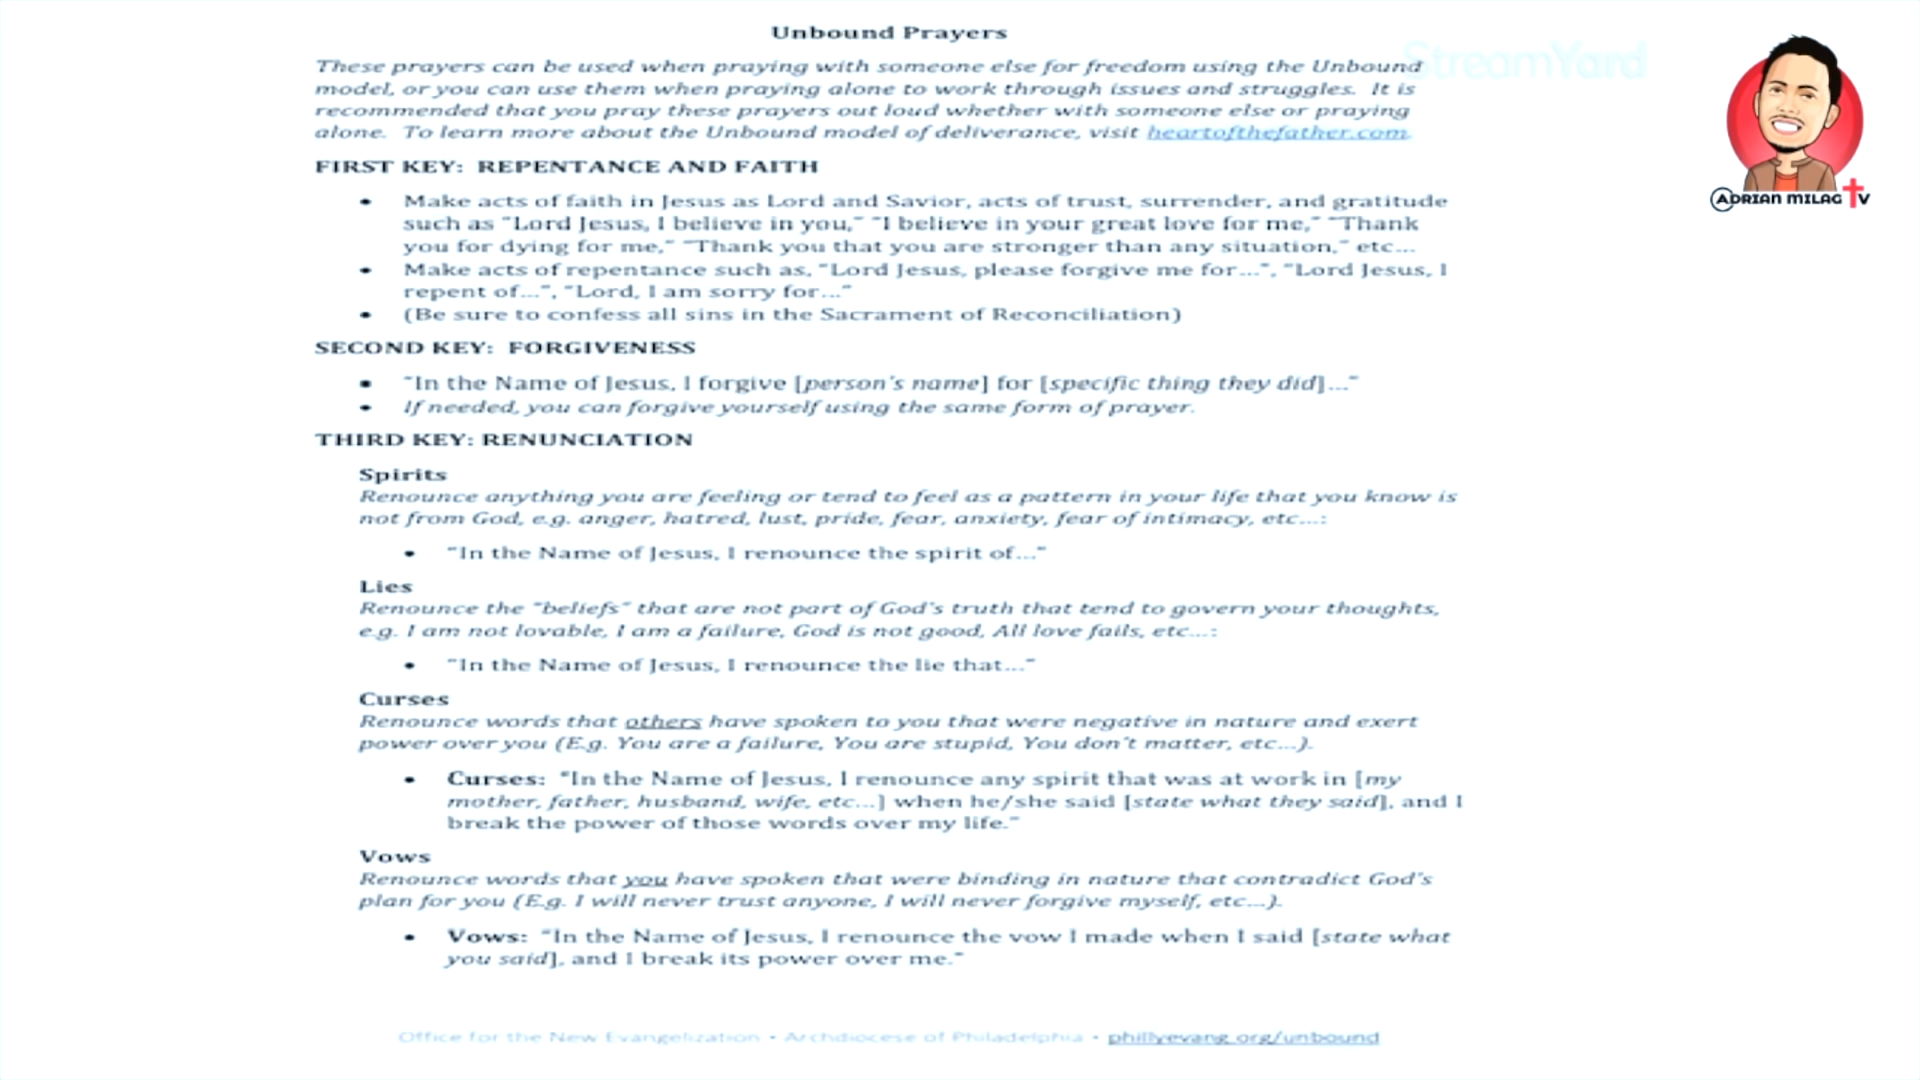 Unbound Prayers
StreamYard
These prayers can be used when praying with someone else for freedom using the Unbound
model, or you can use them when praying alone to work through issues and struggles.  It is
recommended that you pray these prayers out loud whether with someone else or praying
alone.  To learn more about the Unbound model of deliverance, visit heartofthefather.com.
ADRIAN MILAG TV
FIRST KEY:  REPENTANCE AND FAITH
• Make acts of faith in Jesus as Lord and Savior, acts of trust, surrender, and gratitude
such as “Lord Jesus, I believe in you,” “I believe in your great love for me,” “Thank
you for dying for me,” “Thank you that you are stronger than any situation,” etc…
• Make acts of repentance such as, “Lord Jesus, please forgive me for…”, “Lord Jesus, I
repent of…”, “Lord, I am sorry for…”
• (Be sure to confess all sins in the Sacrament of Reconciliation)
SECOND KEY:  FORGIVENESS
• “In the Name of Jesus, I forgive [person’s name] for [specific thing they did]…”
• If needed, you can forgive yourself using the same form of prayer.
THIRD KEY: RENUNCIATION
Spirits
Renounce anything you are feeling or tend to feel as a pattern in your life that you know is
not from God, e.g. anger, hatred, lust, pride, fear, anxiety, fear of intimacy, etc…:
• “In the Name of Jesus, I renounce the spirit of…”
Lies
Renounce the “beliefs” that are not part of God’s truth that tend to govern your thoughts,
e.g. I am not lovable, I am a failure, God is not good, All love fails, etc…:
• “In the Name of Jesus, I renounce the lie that…”
Curses
Renounce words that others have spoken to you that were negative in nature and exert
power over you (E.g. You are a failure, You are stupid, You don’t matter, etc…).
• Curses:  “In the Name of Jesus, I renounce any spirit that was at work in [my
mother, father, husband, wife, etc…] when he/she said [state what they said], and I
break the power of those words over my life.”
Vows
Renounce words that you have spoken that were binding in nature that contradict God’s
plan for you (E.g. I will never trust anyone, I will never forgive myself, etc…).
• Vows:  “In the Name of Jesus, I renounce the vow I made when I said [state what
you said], and I break its power over me.”
Office for the New Evangelization • Archdiocese of Philadelphia • phillyevang.org/unbound